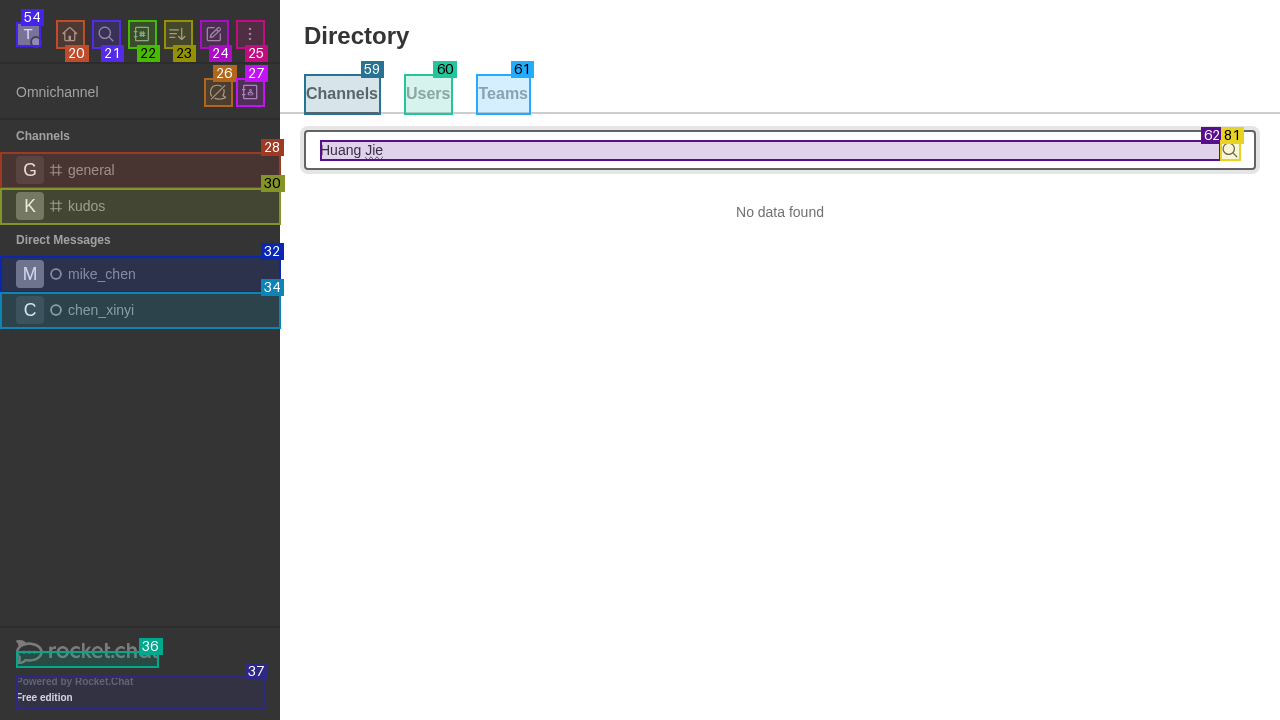 54
T
20
21
22
23
24
25
Omnichannel
26
27
Channels
28
G general
30
K kudos
Direct Messages
32
M mike_chen
34
C chen_xinyi
36
rocket.chat
37
Powered by Rocket.Chat
Free edition
Directory
59
60
61
Channels
Users
Teams
62
81
Huang Jie
No data found